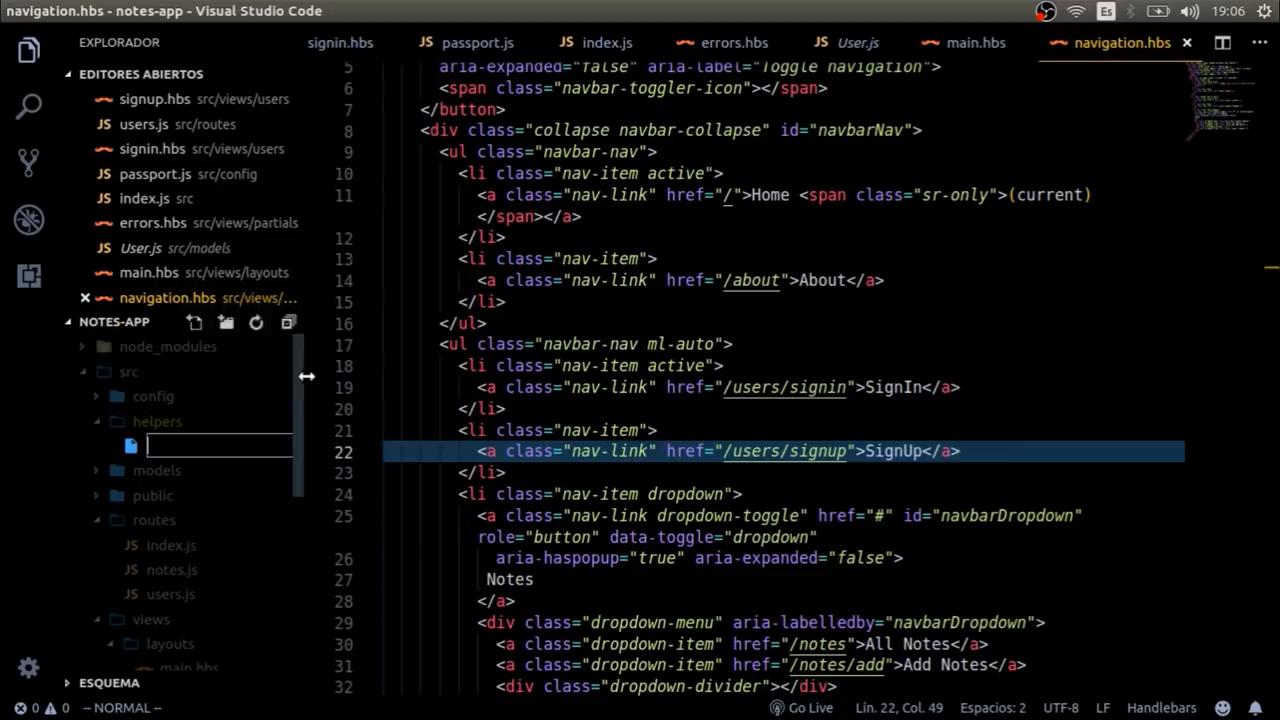 navigation.hbs - notes-app - Visual Studio Code
Es
19:06
EXPLORADOR
signin.hbs
JS passport.js
JS index.js
errors.hbs
JS User.js
main.hbs
navigation.hbs
EDITORES ABIERTOS
signup.hbs src/views/users
JS users.js src/routes
signin.hbs src/views/users
JS passport.js src/config
JS index.js src
errors.hbs src/views/partials
JS User.js src/models
main.hbs src/views/layouts
navigation.hbs src/views/...
NOTES-APP
node_modules
src
config
helpers
models
public
routes
JS index.js
JS notes.js
JS users.js
views
layouts
main.hbs
ESQUEMA
5 aria-expanded="false" aria-label="Toggle navigation">
6 <span class="navbar-toggler-icon"></span>
7 </button>
8 <div class="collapse navbar-collapse" id="navbarNav">
9 <ul class="navbar-nav">
10 <li class="nav-item active">
11 <a class="nav-link" href="/">Home <span class="sr-only">(current)
</span></a>
12 </li>
13 <li class="nav-item">
14 <a class="nav-link" href="/about">About</a>
15 </li>
16 </ul>
17 <ul class="navbar-nav ml-auto">
18 <li class="nav-item active">
19 <a class="nav-link" href="/users/signin">SignIn</a>
20 </li>
21 <li class="nav-item">
22 <a class="nav-link" href="/users/signup">SignUp</a>
23 </li>
24 <li class="nav-item dropdown">
25 <a class="nav-link dropdown-toggle" href="#" id="navbarDropdown"
role="button" data-toggle="dropdown"
26 aria-haspopup="true" aria-expanded="false">
27 Notes
28 </a>
29 <div class="dropdown-menu" aria-labelledby="navbarDropdown">
30 <a class="dropdown-item" href="/notes">All Notes</a>
31 <a class="dropdown-item" href="/notes/add">Add Notes</a>
32 <div class="dropdown-divider"></div>
0 0 -- NORMAL --
Go Live
Lín. 22, Col. 49
Espacios: 2
UTF-8
LF
Handlebars